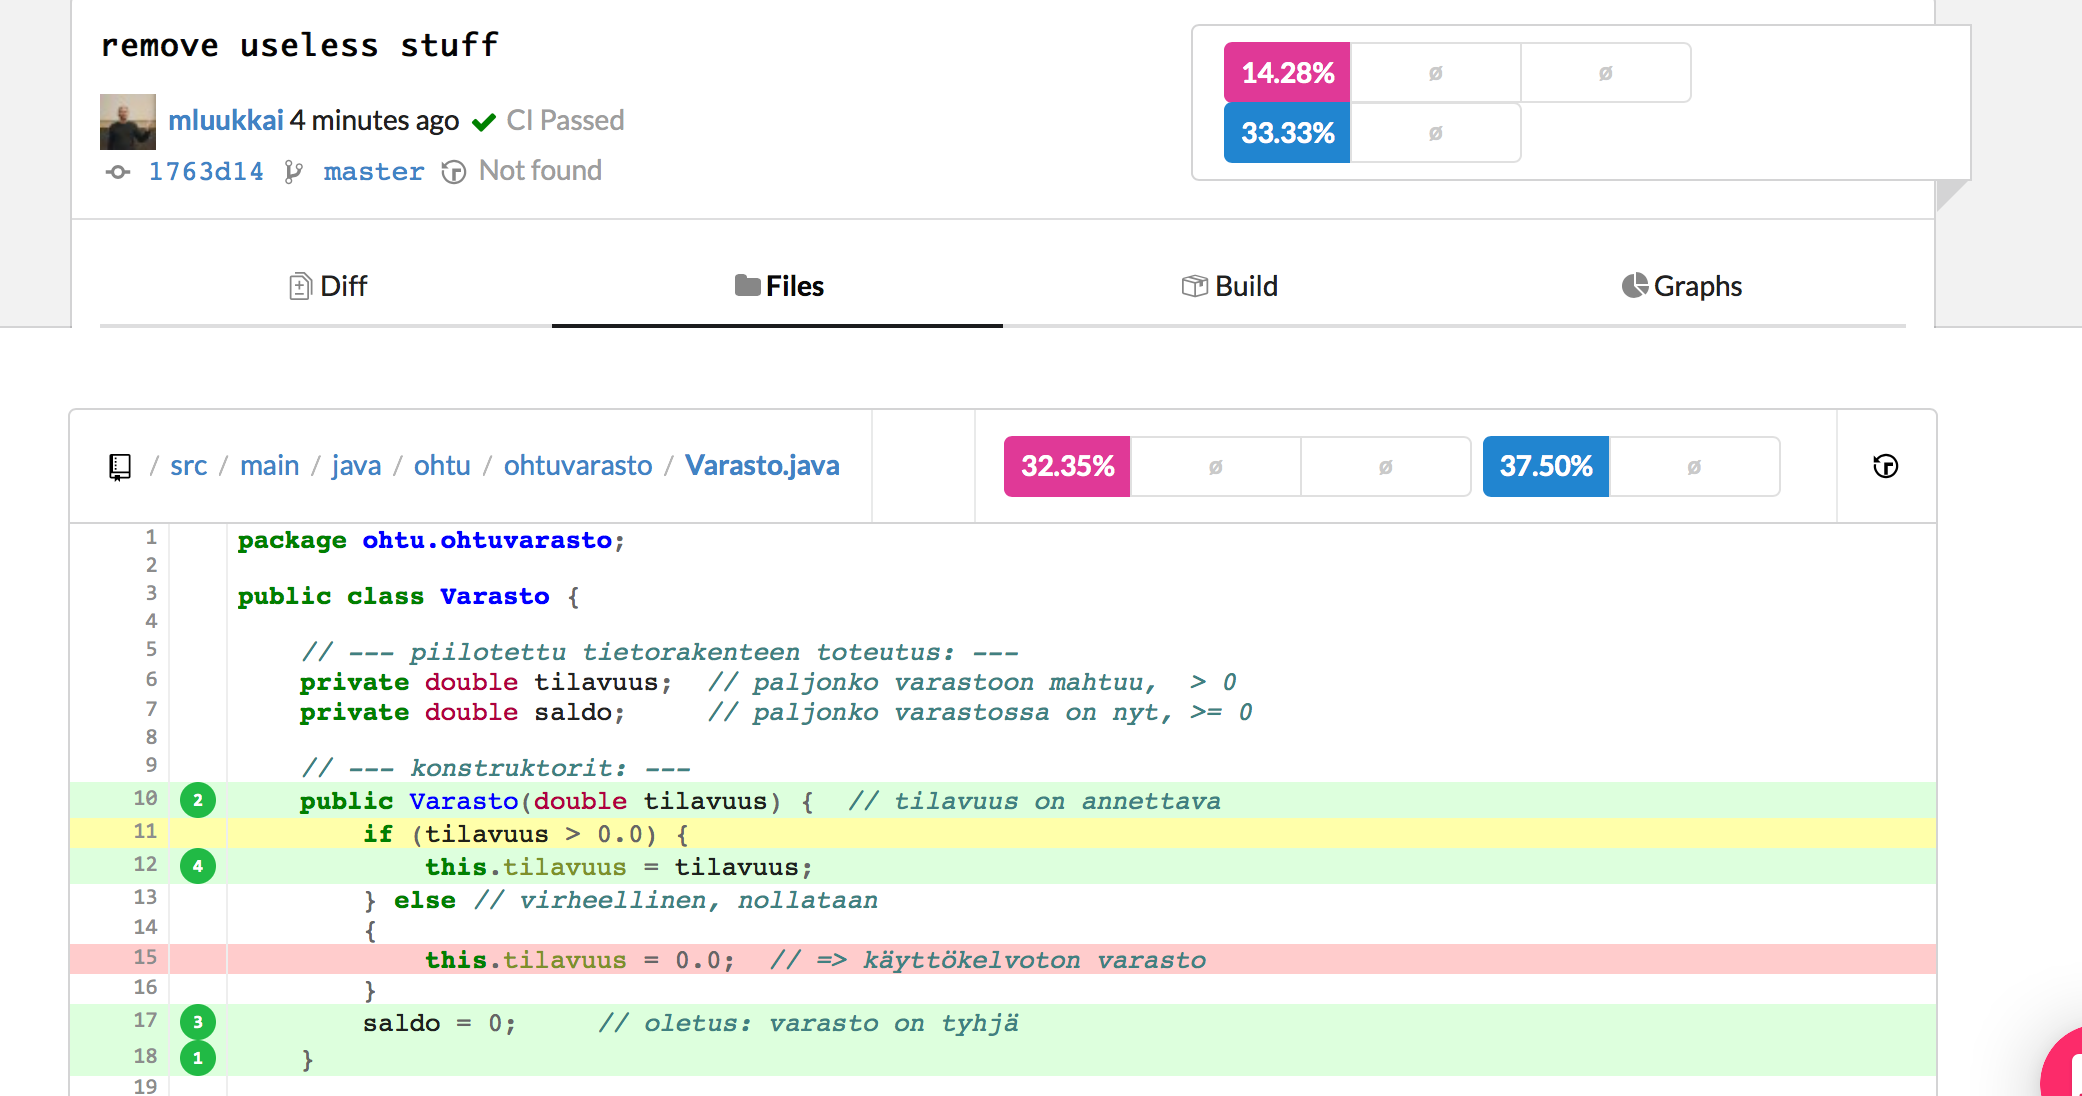 remove useless stuff
14.28% ø ø
mluukkai 4 minutes ago CI Passed
33.33% ø
1763d14 master Not found
Diff Files Build Graphs
/ src / main / java / ohtu / ohtuvarasto / Varasto.java 32.35% ø ø 37.50% ø
1 package ohtu.ohtuvarasto;
2
3 public class Varasto {
4
5 // --- piilotettu tietorakenteen toteutus: ---
6 private double tilavuus; // paljonko varastoon mahtuu, > 0
7 private double saldo; // paljonko varastossa on nyt, >= 0
8
9 // --- konstruktorit: ---
10 2 public Varasto(double tilavuus) { // tilavuus on annettava
11 if (tilavuus > 0.0) {
12 4 this.tilavuus = tilavuus;
13 } else // virheellinen, nollataan
14 {
15 this.tilavuus = 0.0; // => käyttökelvoton varasto
16 }
17 3 saldo = 0; // oletus: varasto on tyhjä
18 1 }
19